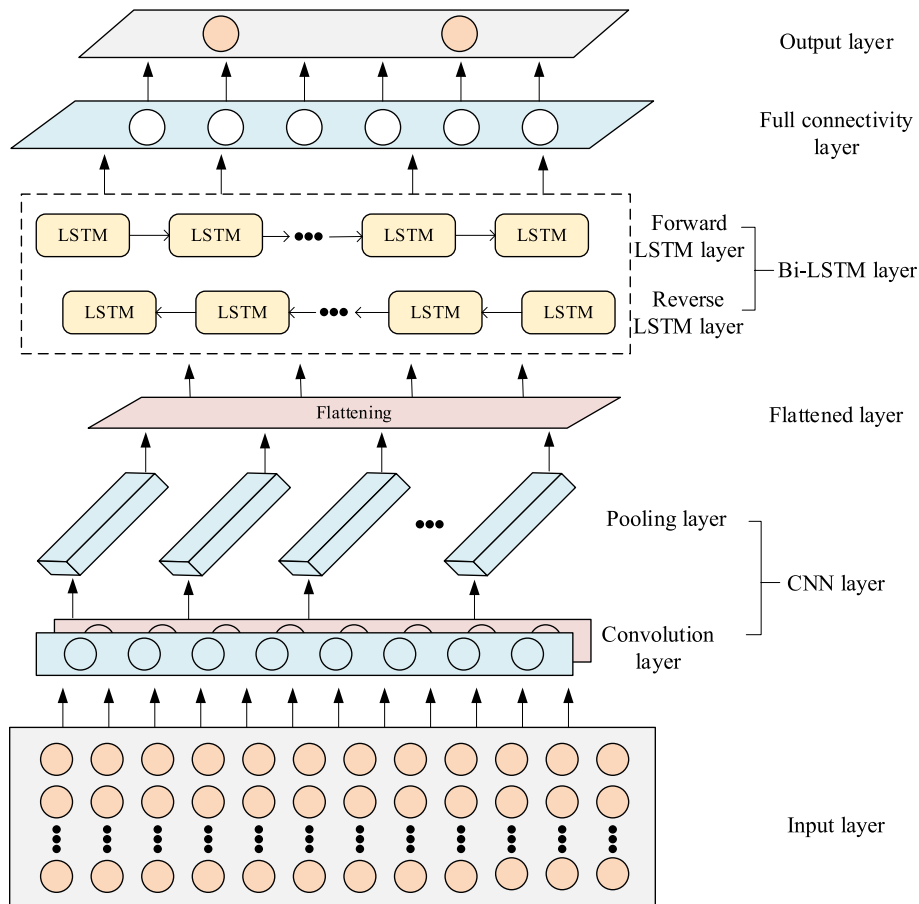 Output layer
Full connectivity
layer
LSTM LSTM LSTM LSTM
Forward
LSTM layer
Bi-LSTM layer
LSTM LSTM LSTM LSTM
Reverse
LSTM layer
Flattening
Flattened layer
Pooling layer
CNN layer
Convolution
layer
Input layer